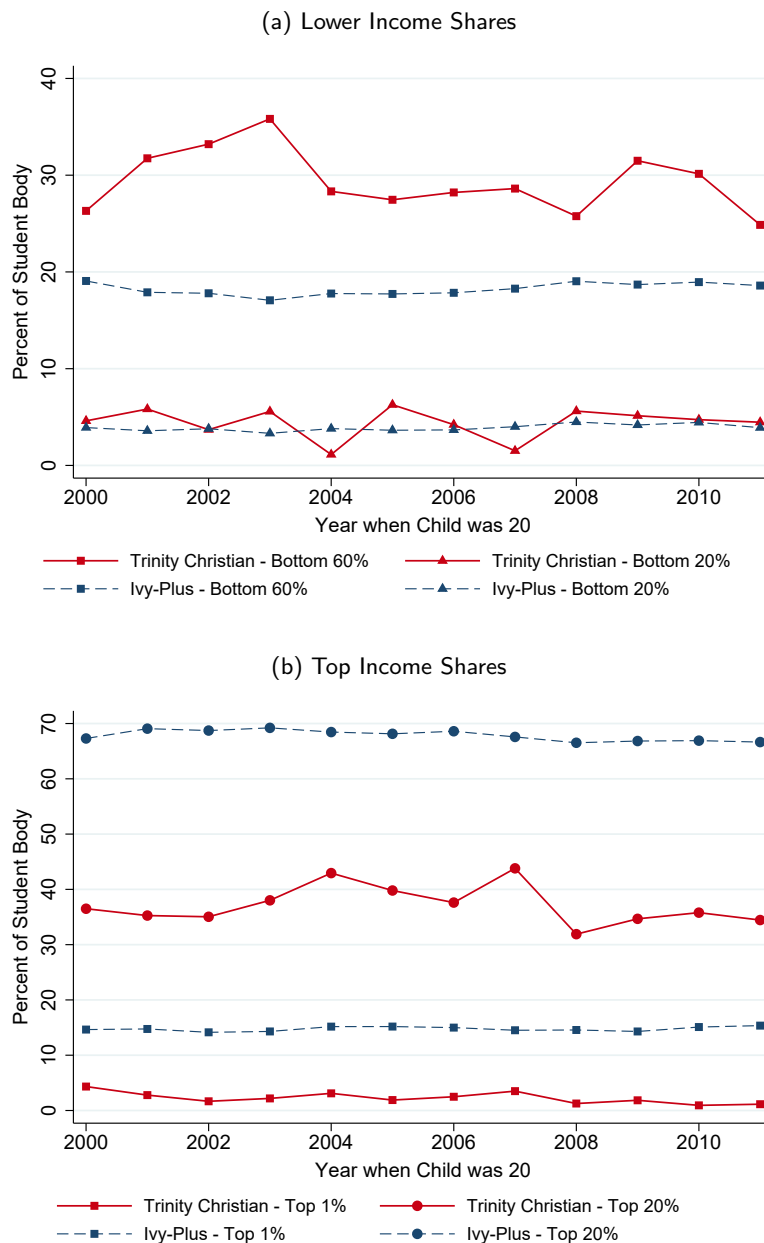 (a) Lower Income Shares
Percent of Student Body
40
30
20
10
0
2000 2002 2004 2006 2008 2010
Year when Child was 20
Trinity Christian - Bottom 60% Trinity Christian - Bottom 20%
Ivy-Plus - Bottom 60% Ivy-Plus - Bottom 20%
(b) Top Income Shares
Percent of Student Body
70
60
50
40
30
20
10
0
2000 2002 2004 2006 2008 2010
Year when Child was 20
Trinity Christian - Top 1% Trinity Christian - Top 20%
Ivy-Plus - Top 1% Ivy-Plus - Top 20%